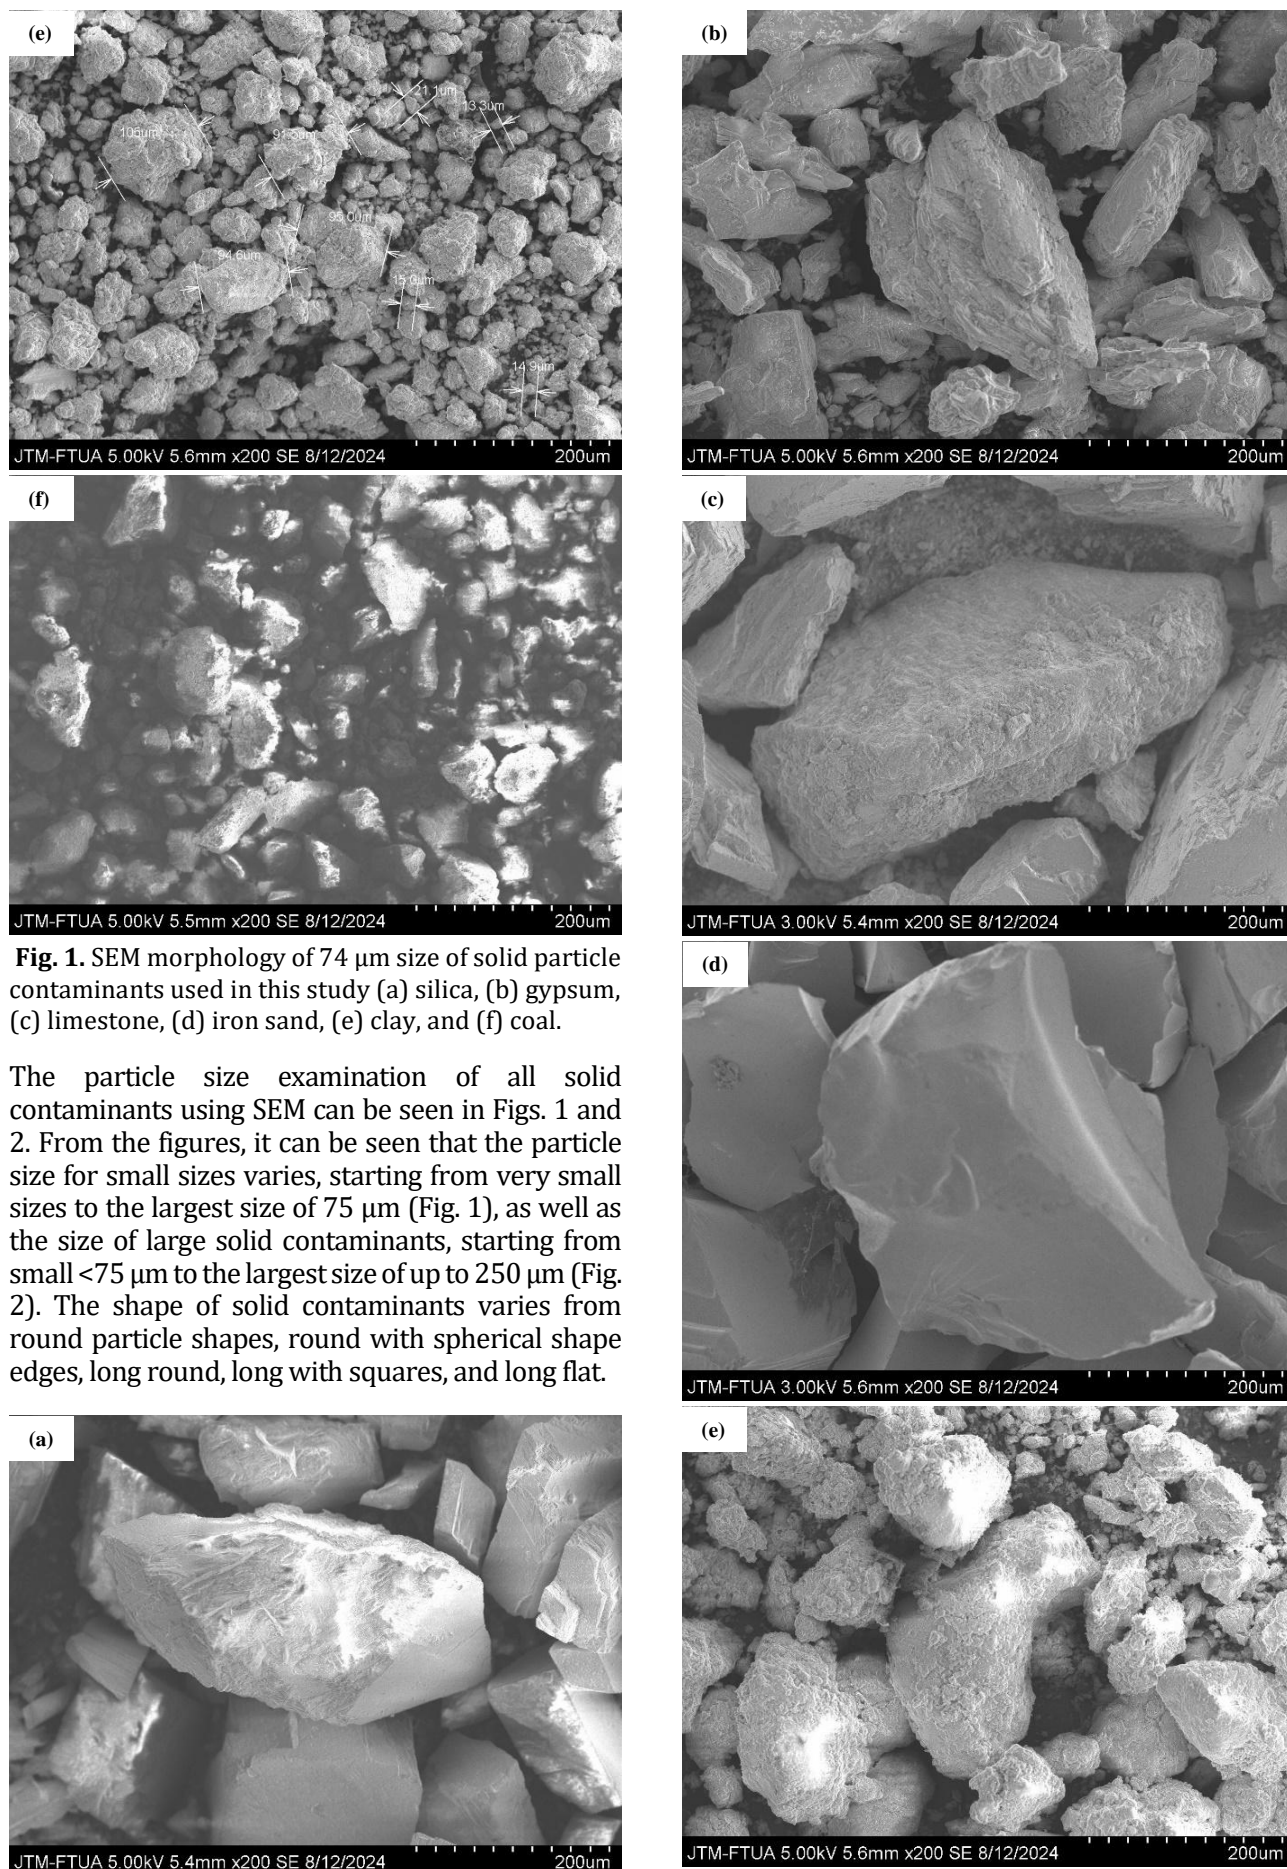 (e)
106um
91.5um
21.1um
13.3um
95.0um
94.6um
15.0um
14.9um
JTM-FTUA 5.00kV 5.6mm x200 SE 8/12/2024 200um
(f)
JTM-FTUA 5.00kV 5.5mm x200 SE 8/12/2024 200um
Fig. 1. SEM morphology of 74 μm size of solid particle
contaminants used in this study (a) silica, (b) gypsum,
(c) limestone, (d) iron sand, (e) clay, and (f) coal.
The particle size examination of all solid
contaminants using SEM can be seen in Figs. 1 and
2. From the figures, it can be seen that the particle
size for small sizes varies, starting from very small
sizes to the largest size of 75 μm (Fig. 1), as well as
the size of large solid contaminants, starting from
small <75 μm to the largest size of up to 250 μm (Fig.
2). The shape of solid contaminants varies from
round particle shapes, round with spherical shape
edges, long round, long with squares, and long flat.
(a)
JTM-FTUA 5.00kV 5.4mm x200 SE 8/12/2024 200um
(b)
JTM-FTUA 5.00kV 5.6mm x200 SE 8/12/2024 200um
(c)
JTM-FTUA 3.00kV 5.4mm x200 SE 8/12/2024 200um
(d)
JTM-FTUA 3.00kV 5.6mm x200 SE 8/12/2024 200um
(e)
JTM-FTUA 5.00kV 5.6mm x200 SE 8/12/2024 200um